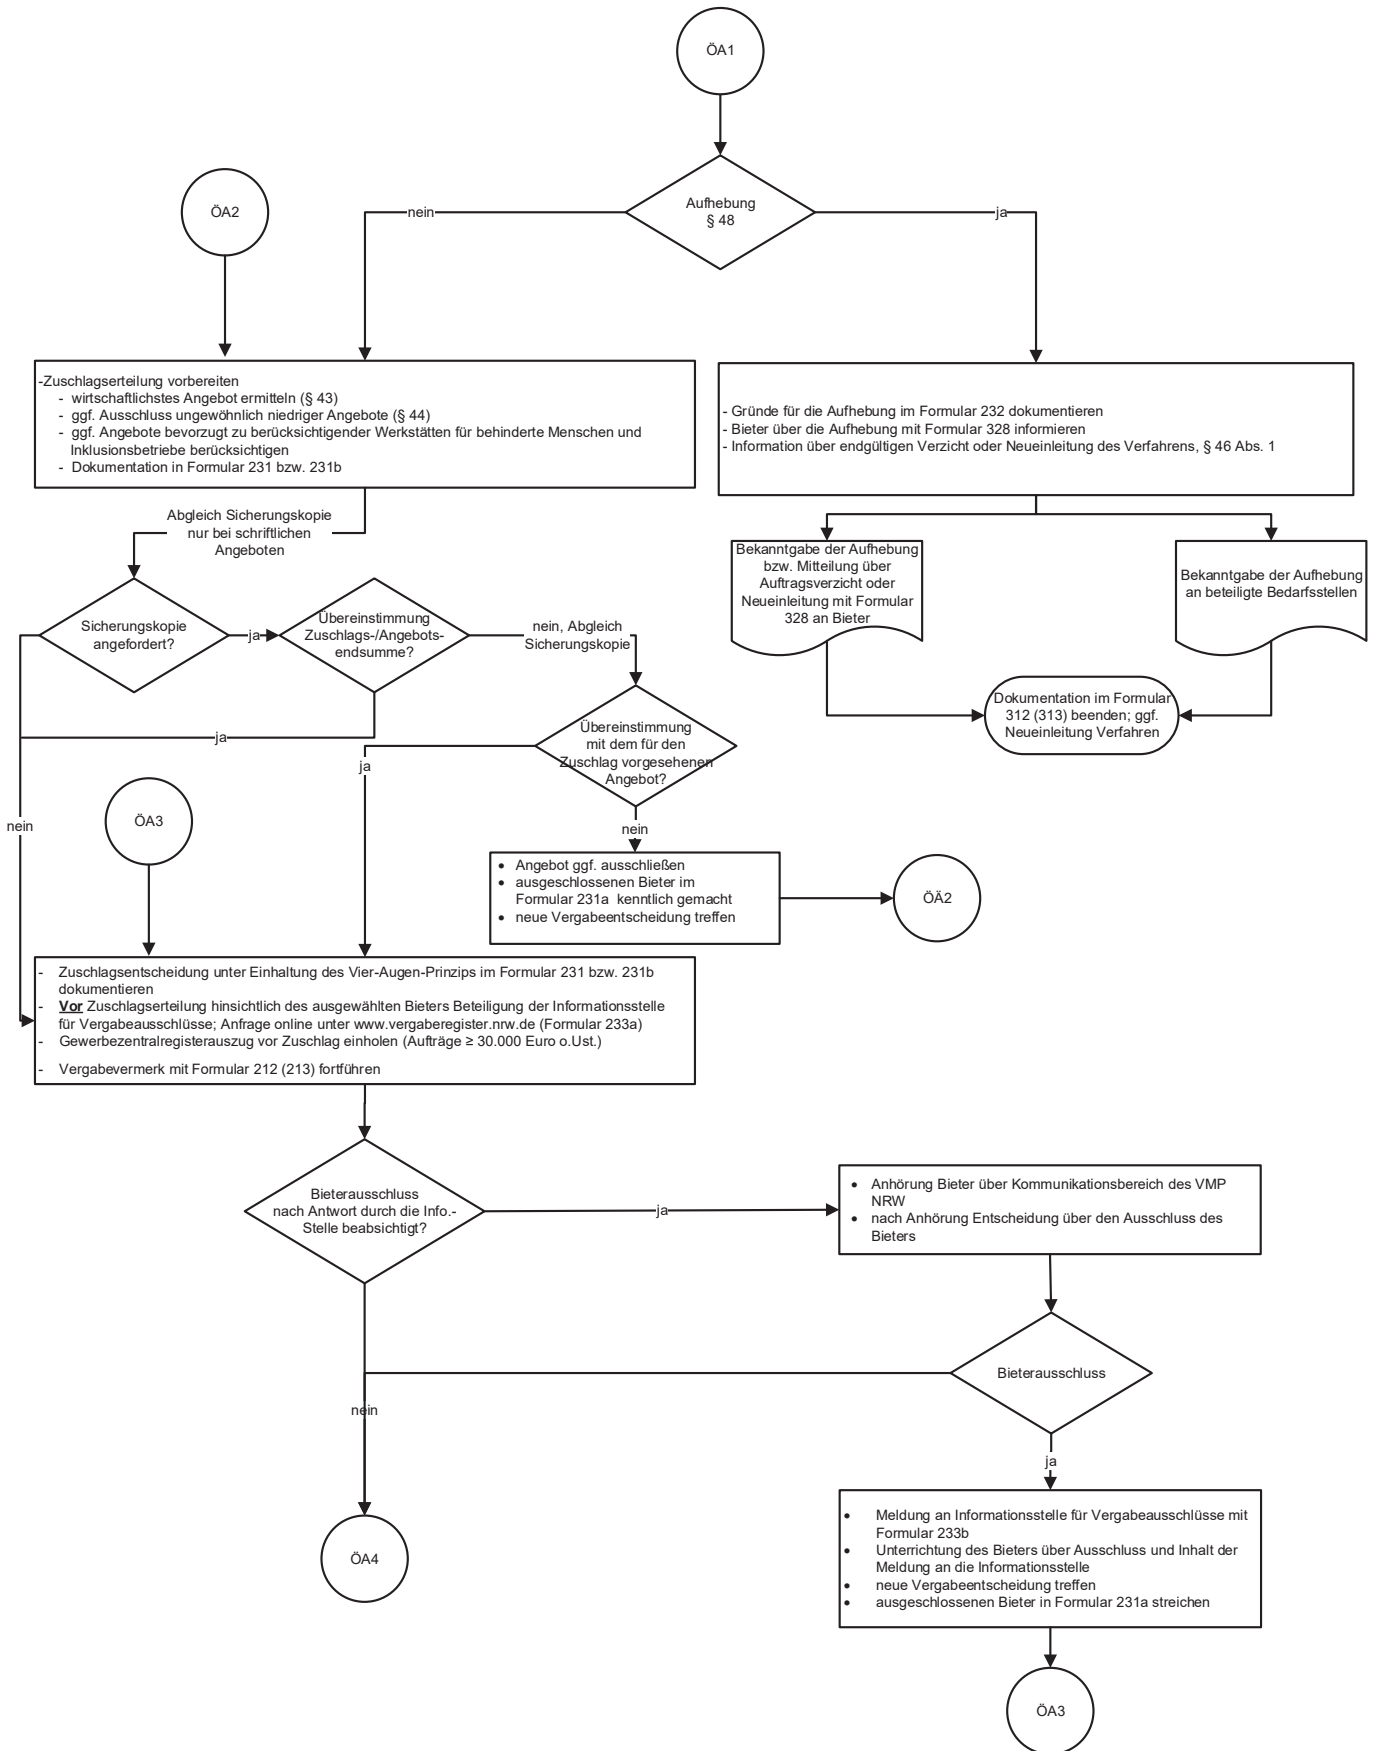 ÖA1
Aufhebung
§ 48
nein
ja
ÖA2
-Zuschlagserteilung vorbereiten
- wirtschaftlichstes Angebot ermitteln (§ 43)
- ggf. Ausschluss ungewöhnlich niedriger Angebote (§ 44)
- ggf. Angebote bevorzugt zu berücksichtigender Werkstätten für behinderte Menschen und
Inklusionsbetriebe berücksichtigen
- Dokumentation in Formular 231 bzw. 231b
- Gründe für die Aufhebung im Formular 232 dokumentieren
- Bieter über die Aufhebung mit Formular 328 informieren
- Information über endgültigen Verzicht oder Neueinleitung des Verfahrens, § 46 Abs. 1
Abgleich Sicherungskopie
nur bei schriftlichen
Angeboten
Bekanntgabe der Aufhebung
bzw. Mitteilung über
Auftragsverzicht oder
Neueinleitung mit Formular
328 an Bieter
Bekanntgabe der Aufhebung
an beteiligte Bedarfsstellen
Sicherungskopie
angefordert?
ja
Übereinstimmung
Zuschlags-/Angebots-
endsumme?
nein, Abgleich
Sicherungskopie
Dokumentation im Formular
312 (313) beenden; ggf.
Neueinleitung Verfahren
ja
Übereinstimmung
mit dem für den
Zuschlag vorgesehenen
Angebot?
ja
nein
ÖA3
nein
• Angebot ggf. ausschließen
• ausgeschlossenen Bieter im
Formular 231a kenntlich gemacht
• neue Vergabeentscheidung treffen
ÖÄ2
- Zuschlagsentscheidung unter Einhaltung des Vier-Augen-Prinzips im Formular 231 bzw. 231b
dokumentieren
- Vor Zuschlagserteilung hinsichtlich des ausgewählten Bieters Beteiligung der Informationsstelle
für Vergabeausschlüsse; Anfrage online unter www.vergaberegister.nrw.de (Formular 233a)
- Gewerbezentralregisterauszug vor Zuschlag einholen (Aufträge ≥ 30.000 Euro o.Ust.)
- Vergabevermerk mit Formular 212 (213) fortführen
Bieterausschluss
nach Antwort durch die Info.-
Stelle beabsichtigt?
ja
• Anhörung Bieter über Kommunikationsbereich des VMP
NRW
• nach Anhörung Entscheidung über den Ausschluss des
Bieters
Bieterausschluss
nein
ja
• Meldung an Informationsstelle für Vergabeausschlüsse mit
Formular 233b
• Unterrichtung des Bieters über Ausschluss und Inhalt der
Meldung an die Informationsstelle
• neue Vergabeentscheidung treffen
• ausgeschlossenen Bieter in Formular 231a streichen
ÖA4
ÖA3